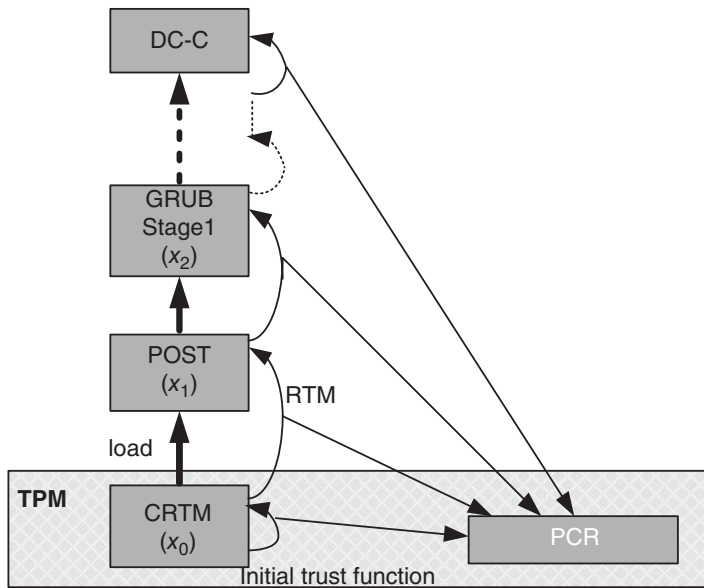 DC-C
GRUB
Stage1
(x₂)
POST
(x₁)
RTM
load
TPM
CRTM
(x₀)
PCR
Initial trust function